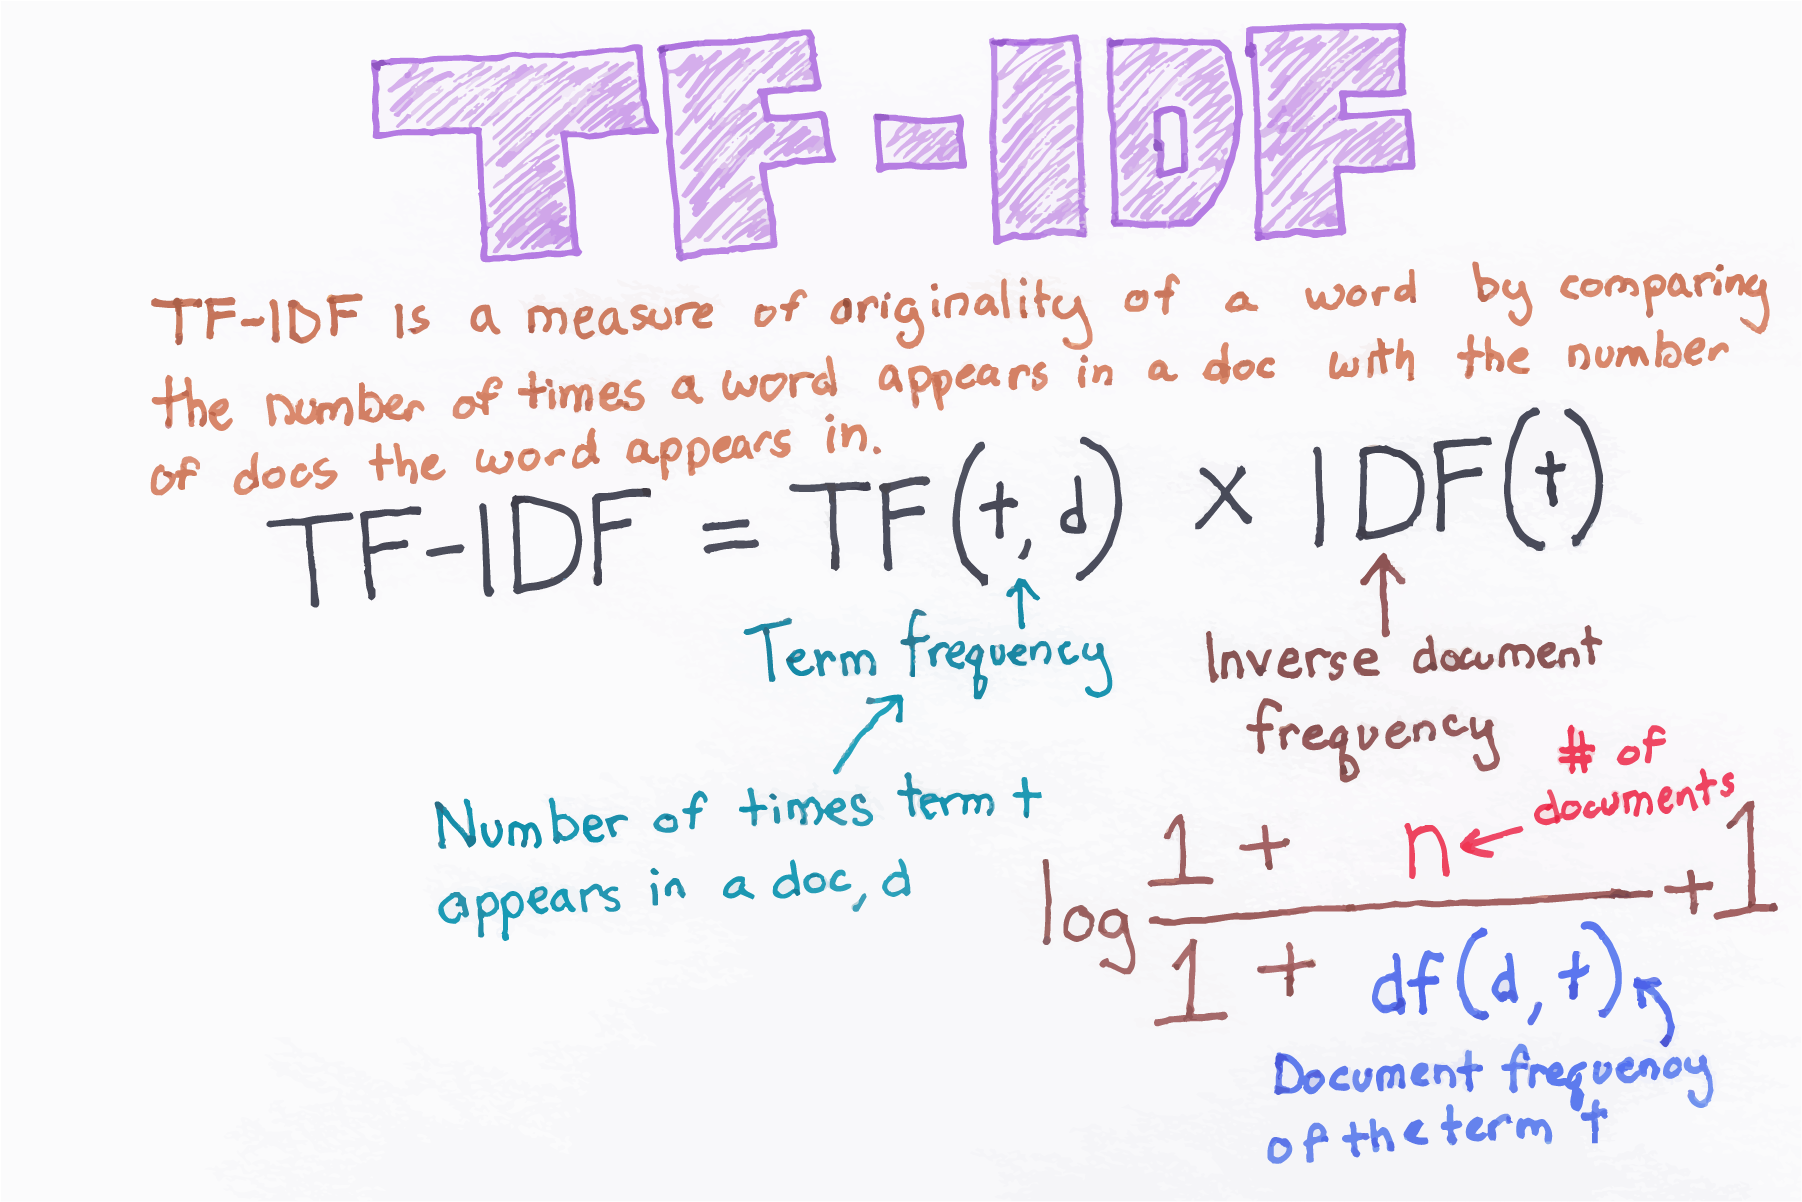 TF-IDF
TF-IDF is a measure of originality of a word by comparing
the number of times a word appears in a doc with the number
of docs the word appears in.
TF-IDF = TF(t, d) × IDF(t)
Term frequency
Inverse document
frequency
Number of times term t
appears in a doc, d
# of
documents
log 1 + n / 1 + df(d, t) + 1
Document frequency
of the term t